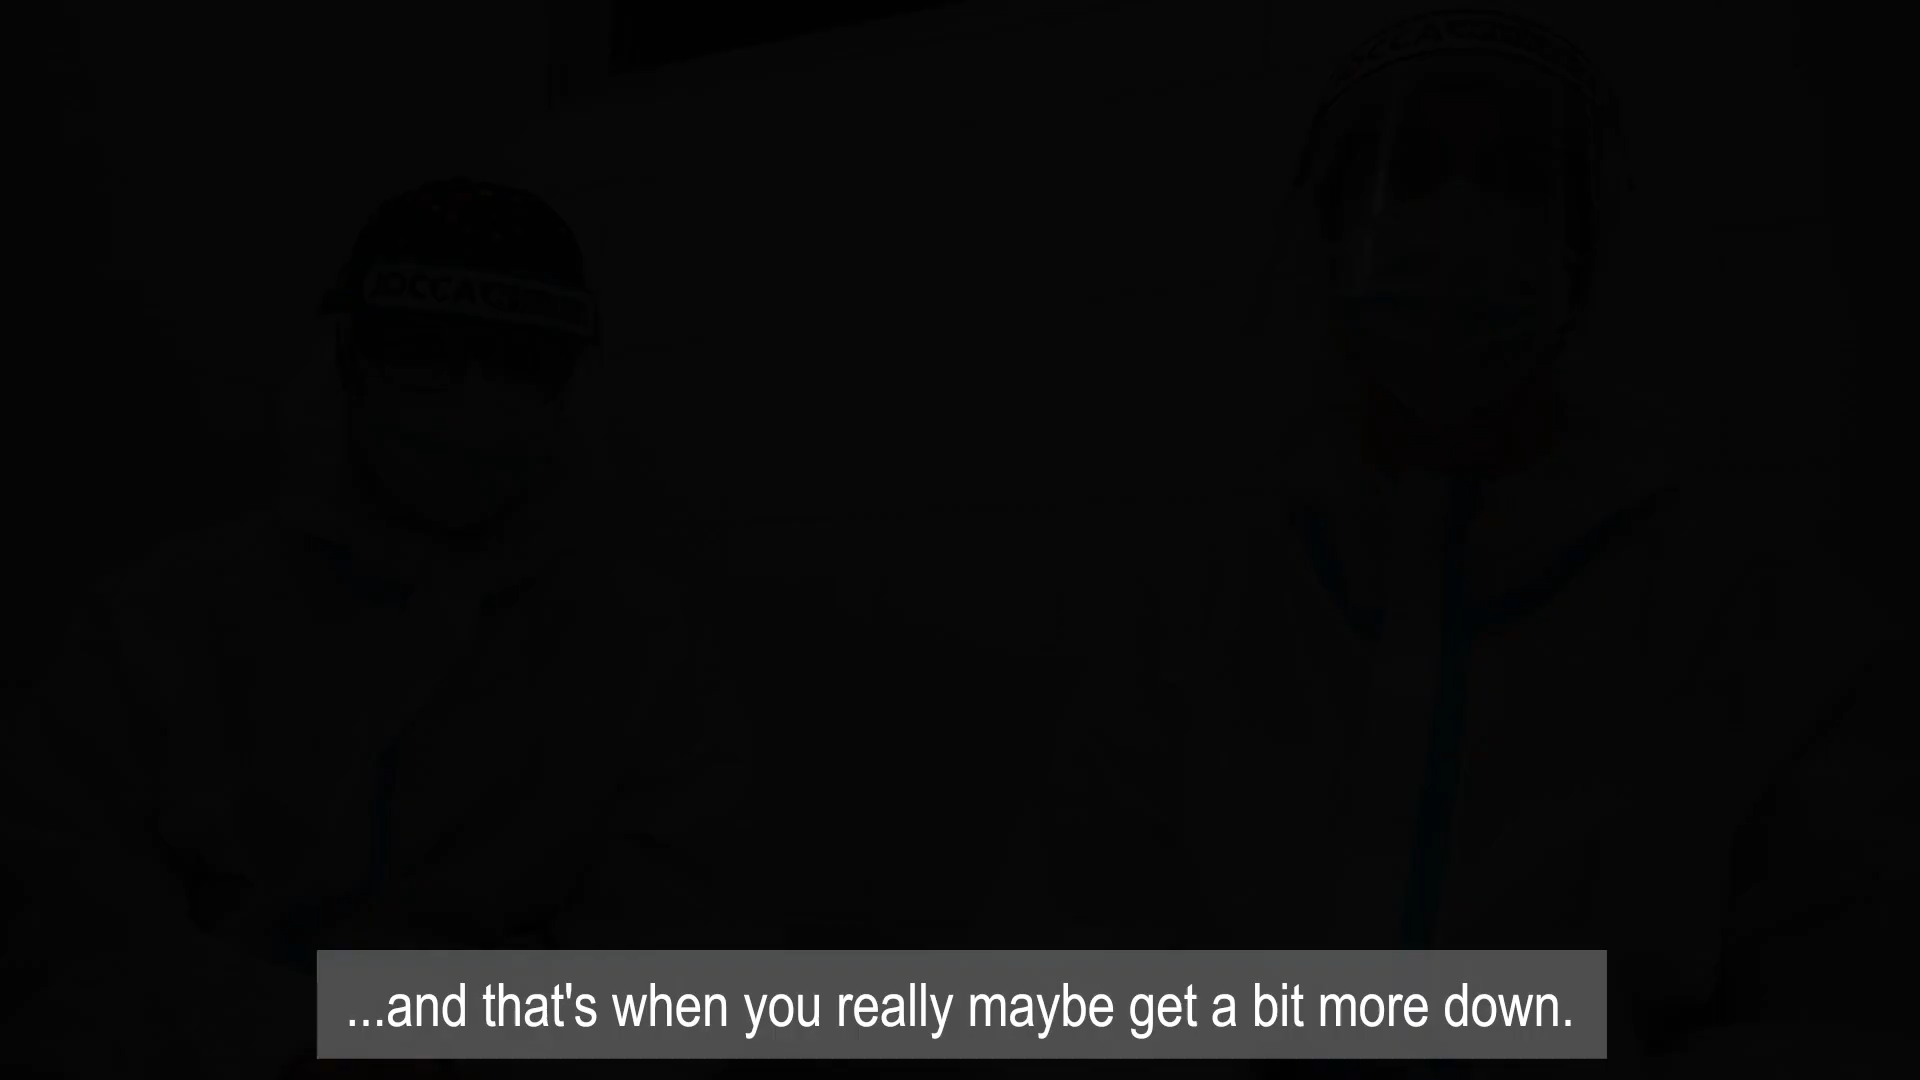 ...and that's when you really maybe get a bit more down.